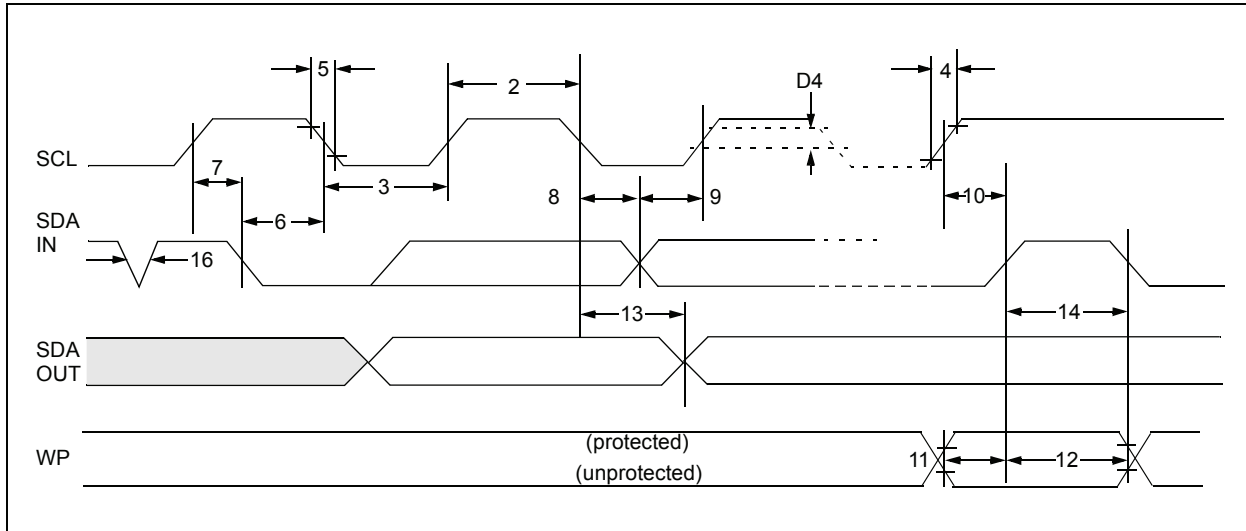 5
2
D4
4
SCL
7
3
8
9
10
6
SDA
IN
16
13
14
SDA
OUT
WP
(protected)
(unprotected)
11
12